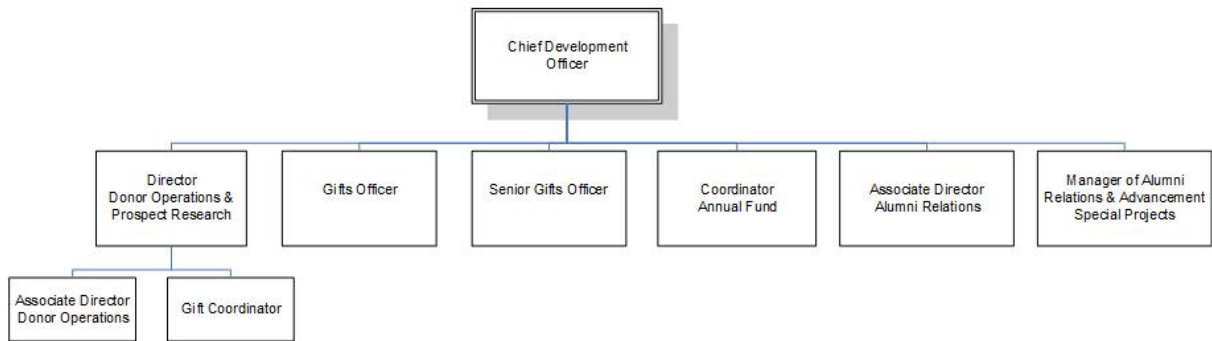 Chief Development
Officer
Director
Donor Operations &
Prospect Research
Gifts Officer
Senior Gifts Officer
Coordinator
Annual Fund
Associate Director
Alumni Relations
Manager of Alumni
Relations & Advancement
Special Projects
Associate Director
Donor Operations
Gift Coordinator